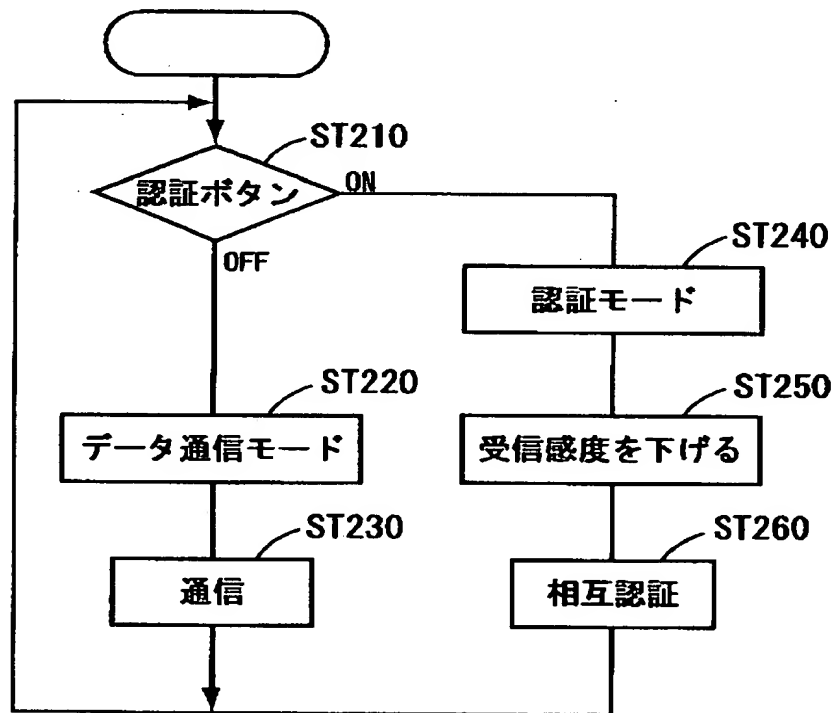 ST210
認証ボタン
ON
OFF
ST240
認証モード
ST220
データ通信モード
ST250
受信感度を下げる
ST230
通信
ST260
相互認証